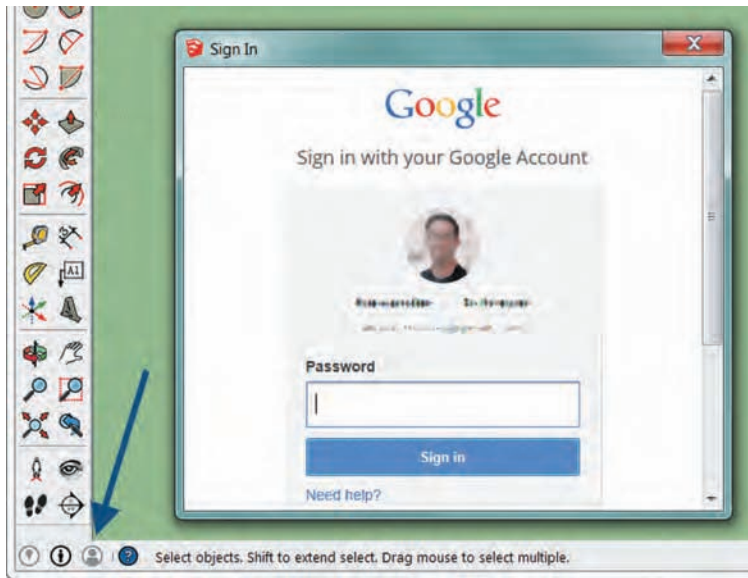 Sign In
X
Google
Sign in with your Google Account
Password
Sign in
Need help?
A1
?
Select objects. Shift to extend select. Drag mouse to select multiple.